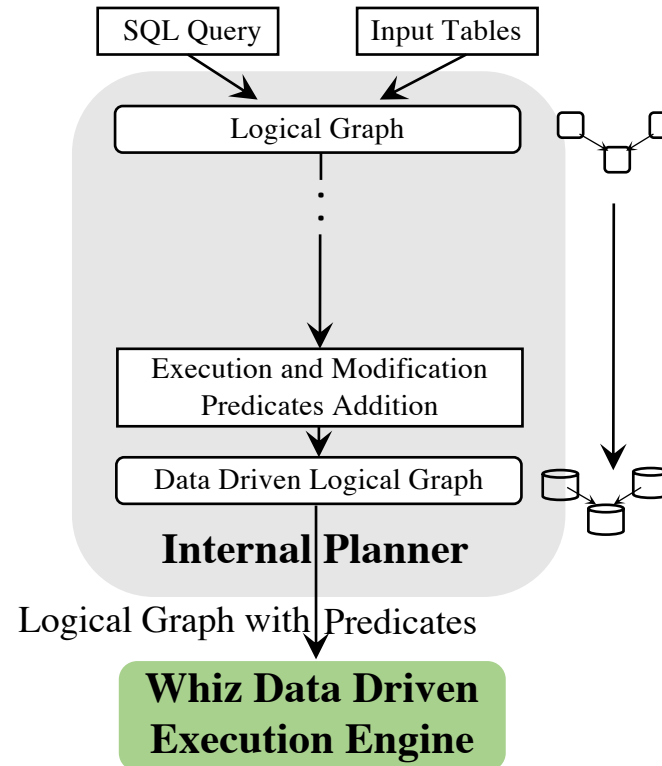 SQL Query
Input Tables
Logical Graph
Execution and Modification
Predicates Addition
Data Driven Logical Graph
Internal Planner
Logical Graph with Predicates
Whiz Data Driven
Execution Engine